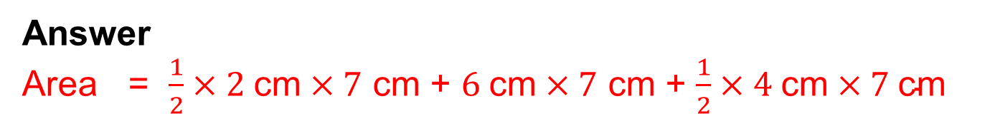 Answer
Area = 1/2 × 2 cm × 7 cm + 6 cm × 7 cm + 1/2 × 4 cm × 7 cm